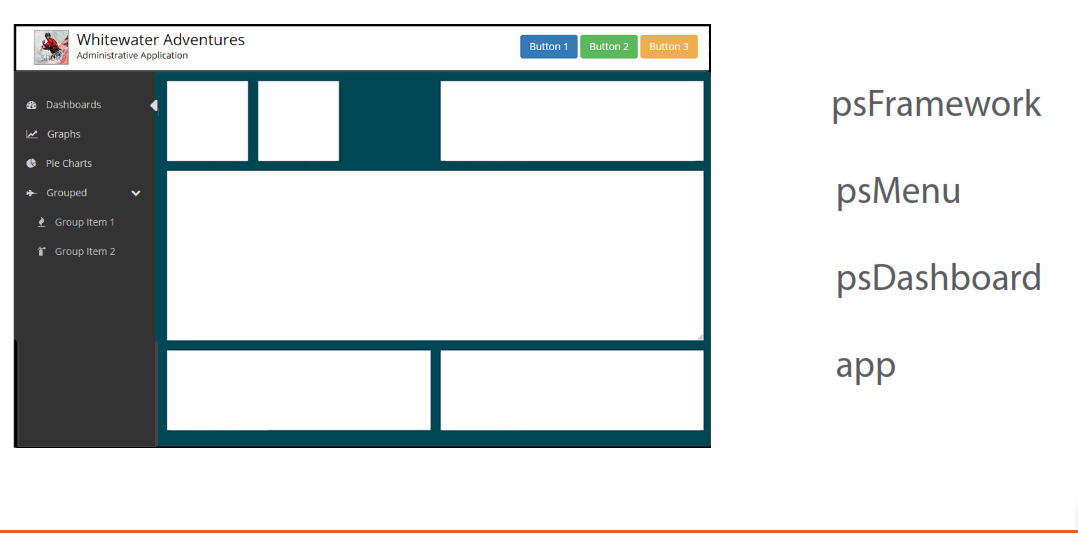 Whitewater Adventures
Administrative Application
Button 1
Button 2
Button 3
Dashboards
Graphs
Pie Charts
Grouped
Group Item 1
Group Item 2
psFramework
psMenu
psDashboard
app